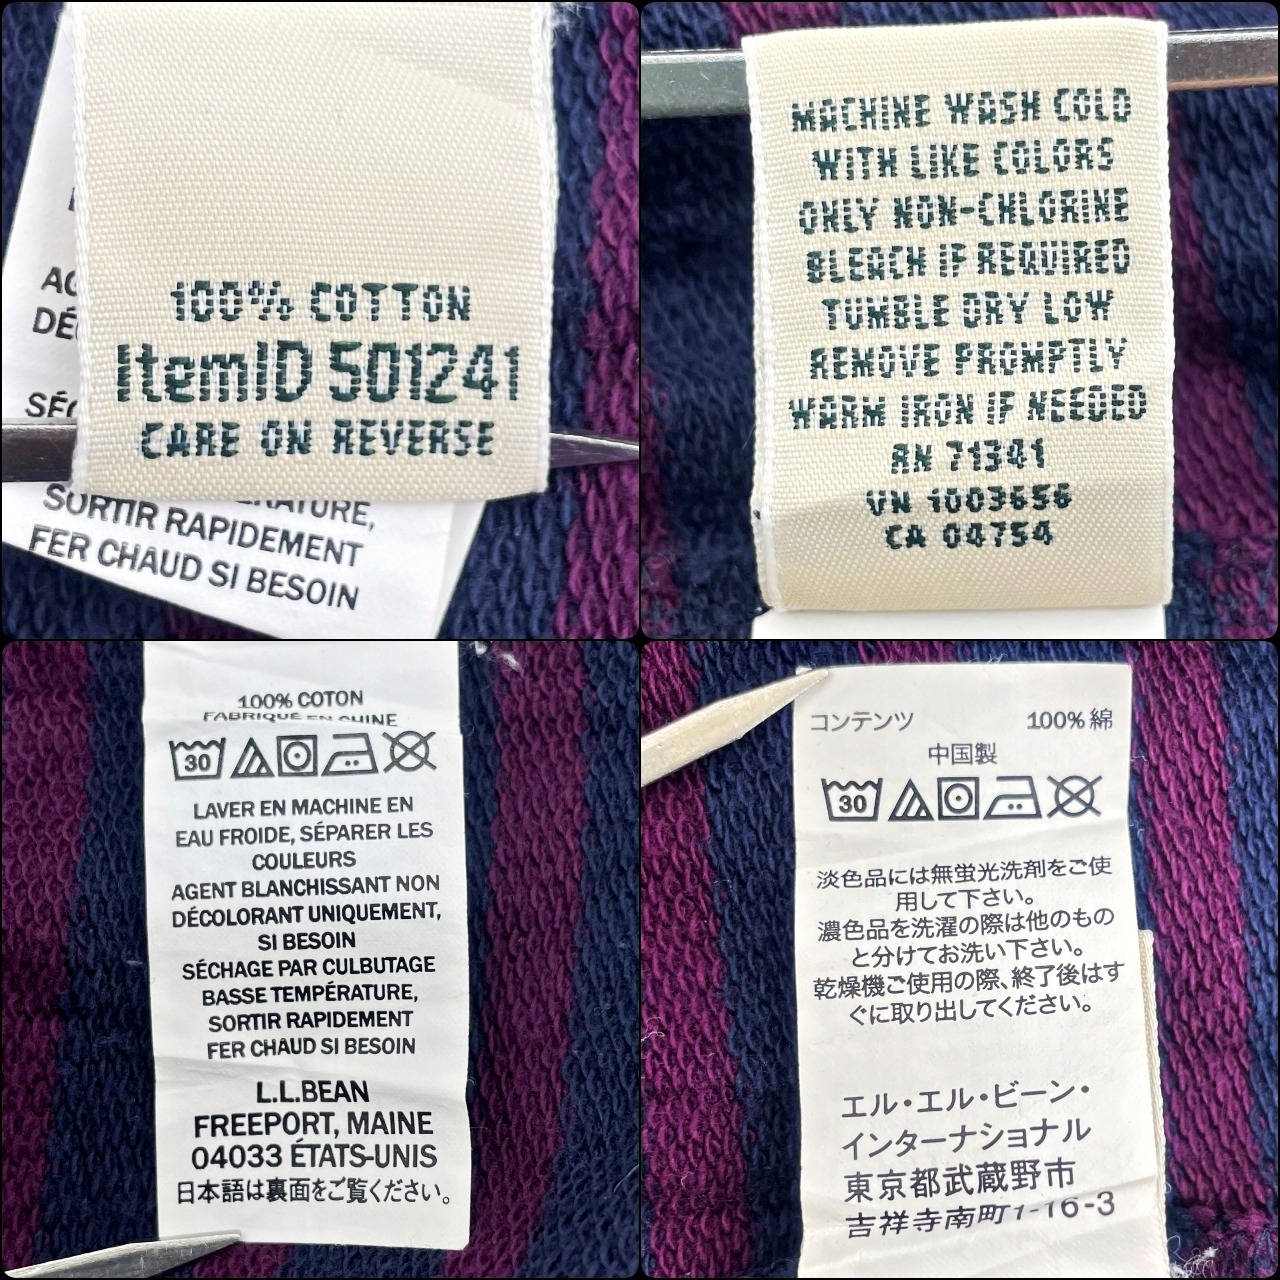 100% COTTON
ItemID 501241
CARE ON REVERSE
SORTIR RAPIDEMENT
FER CHAUD SI BESOIN
MACHINE WASH COLD
WITH LIKE COLORS
ONLY NON-CHLORINE
BLEACH IF REQUIRED
TUMBLE DRY LOW
REMOVE PROMPTLY
WARM IRON IF NEEDED
RN 71341
VN 1003656
CA 04754
100% COTON
FABRIQUÉ EN CHINE
30
LAVER EN MACHINE EN
EAU FROIDE, SÉPARER LES
COULEURS
AGENT BLANCHISSANT NON
DÉCOLORANT UNIQUEMENT,
SI BESOIN
SÉCHAGE PAR CULBUTAGE
BASSE TEMPÉRATURE,
SORTIR RAPIDEMENT
FER CHAUD SI BESOIN
L.L.BEAN
FREEPORT, MAINE
04033 ÉTATS-UNIS
日本語は裏面をご覧ください。
コンテンツ 100% 綿
中国製
30
淡色品には無蛍光洗剤をご使
用して下さい。
濃色品を洗濯の際は他のもの
と分けてお洗い下さい。
乾燥機ご使用の際、終了後はす
ぐに取り出してください。
エル・エル・ビーン・
インターナショナル
東京都武蔵野市
吉祥寺南町1-16-3